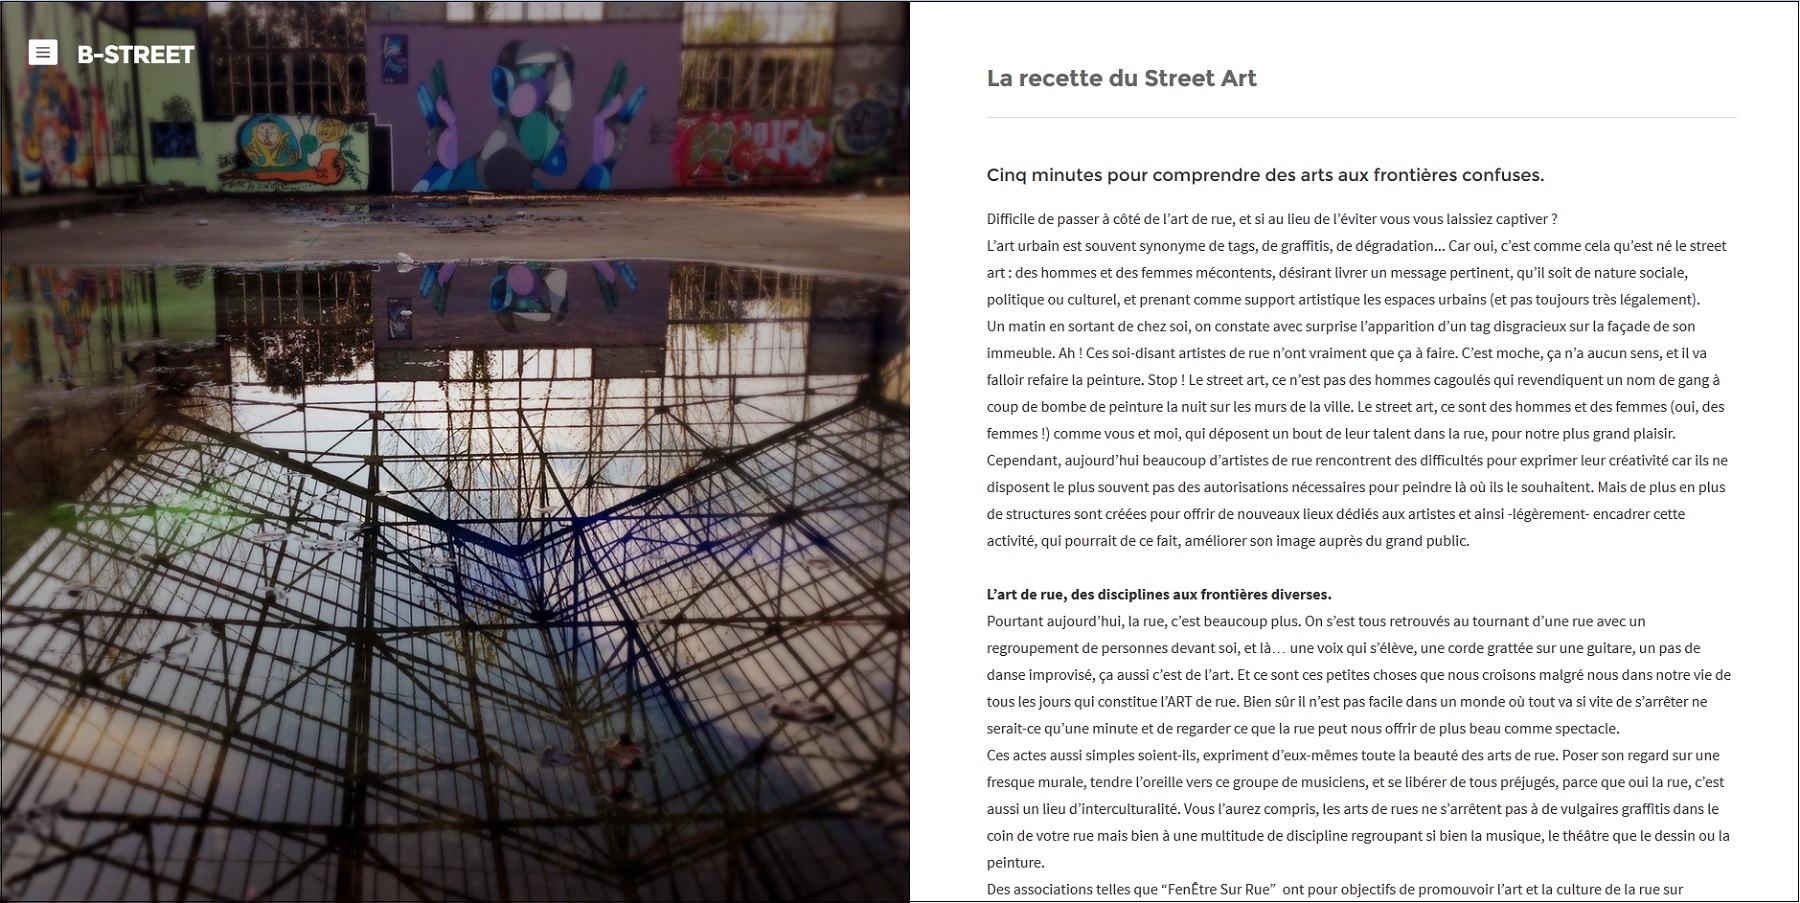 B-STREET
La recette du Street Art
Cinq minutes pour comprendre des arts aux frontières confuses.
Difficile de passer à côté de l’art de rue, et si au lieu de l’éviter vous vous laissiez captiver ?
L’art urbain est souvent synonyme de tags, de graffitis, de dégradation... Car oui, c’est comme cela qu’est né le street
art : des hommes et des femmes mécontents, désirant livrer un message pertinent, qu’il soit de nature sociale,
politique ou culturel, et prenant comme support artistique les espaces urbains (et pas toujours très légalement).
Un matin en sortant de chez soi, on constate avec surprise l’apparition d’un tag disgracieux sur la façade de son
immeuble. Ah ! Ces soi-disant artistes de rue n’ont vraiment que ça à faire. C’est moche, ça n’a aucun sens, et il va
falloir refaire la peinture. Stop ! Le street art, ce n’est pas des hommes cagoulés qui revendiquent un nom de gang à
coup de bombe de peinture la nuit sur les murs de la ville. Le street art, ce sont des hommes et des femmes (oui, des
femmes !) comme vous et moi, qui déposent un bout de leur talent dans la rue, pour notre plus grand plaisir.
Cependant, aujourd’hui beaucoup d’artistes de rue rencontrent des difficultés pour exprimer leur créativité car ils ne
disposent le plus souvent pas des autorisations nécessaires pour peindre là où ils le souhaitent. Mais de plus en plus
de structures sont créées pour offrir de nouveaux lieux dédiés aux artistes et ainsi -légèrement- encadrer cette
activité, qui pourrait de ce fait, améliorer son image auprès du grand public.
L’art de rue, des disciplines aux frontières diverses.
Pourtant aujourd’hui, la rue, c’est beaucoup plus. On s’est tous retrouvés au tournant d’une rue avec un
regroupement de personnes devant soi, et là… une voix qui s’élève, une corde grattée sur une guitare, un pas de
danse improvisé, ça aussi c’est de l’art. Et ce sont ces petites choses que nous croisons malgré nous dans notre vie de
tous les jours qui constitue l’ART de rue. Bien sûr il n’est pas facile dans un monde où tout va si vite de s’arrêter ne
serait-ce qu’une minute et de regarder ce que la rue peut nous offrir de plus beau comme spectacle.
Ces actes aussi simples soient-ils, expriment d’eux-mêmes toute la beauté des arts de rue. Poser son regard sur une
fresque murale, tendre l’oreille vers ce groupe de musiciens, et se libérer de tous préjugés, parce que oui la rue, c’est
aussi un lieu d’interculturalité. Vous l’aurez compris, les arts de rues ne s’arrêtent pas à de vulgaires graffitis dans le
coin de votre rue mais bien à une multitude de discipline regroupant si bien la musique, le théâtre que le dessin ou la
peinture.
Des associations telles que “FenÊtre Sur Rue”  ont pour objectifs de promouvoir l’art et la culture de la rue sur